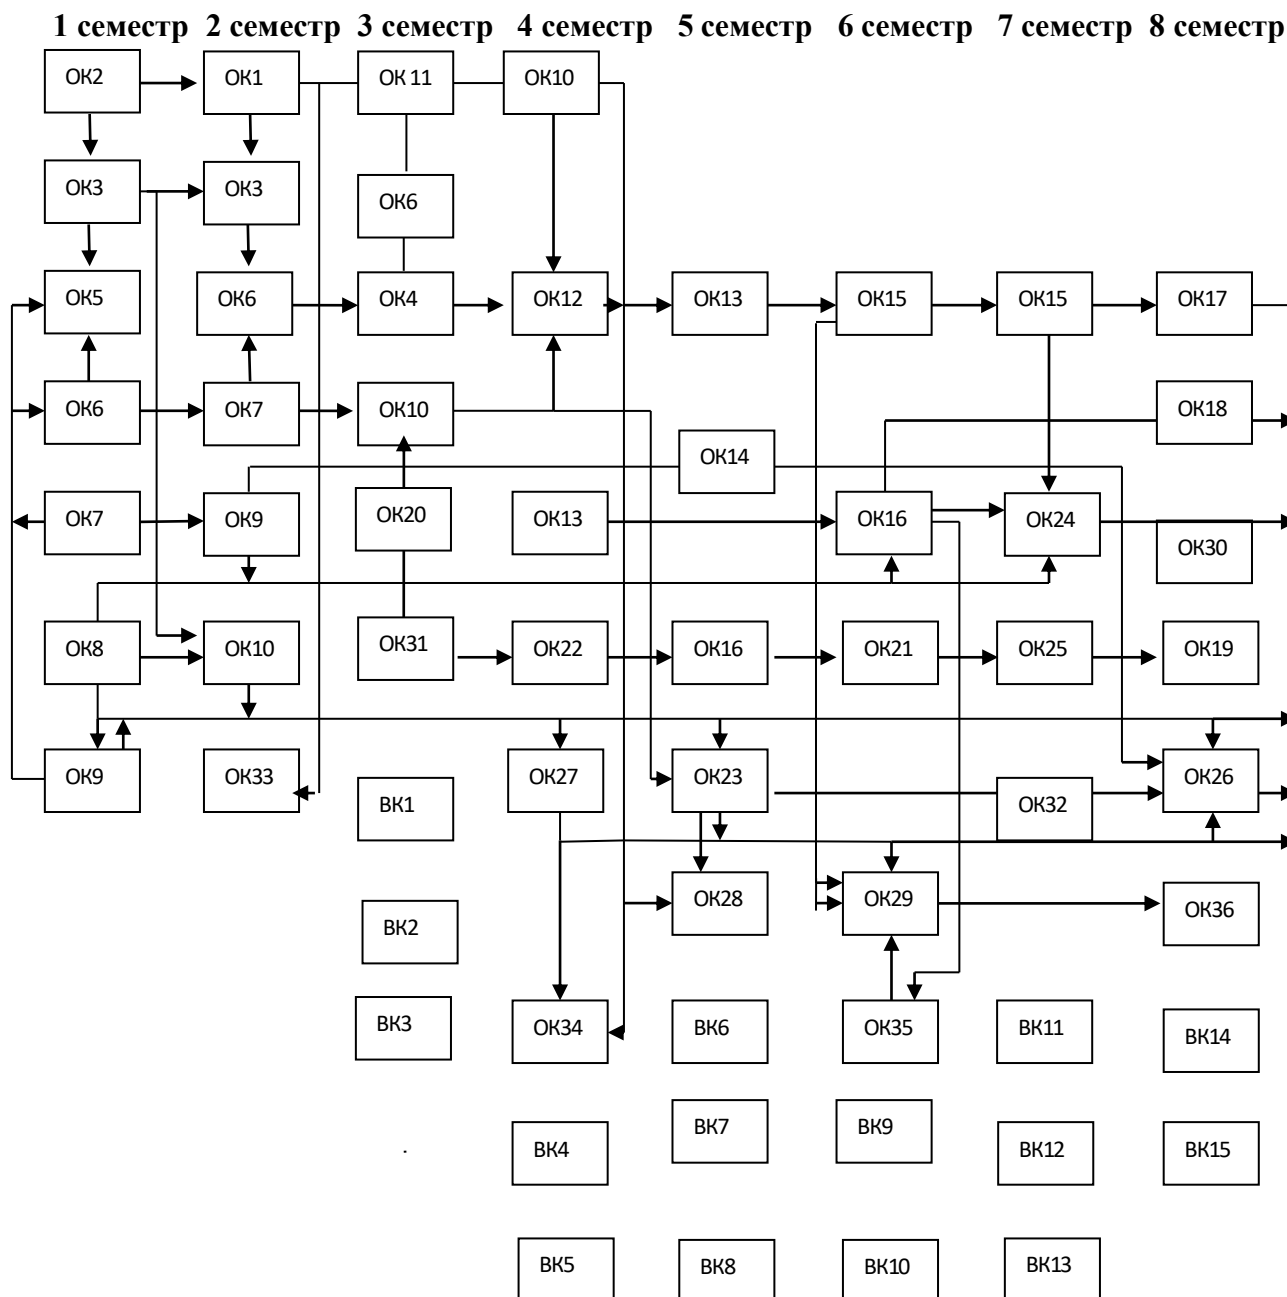 1 семестр 2 семестр 3 семестр 4 семестр 5 семестр 6 семестр 7 семестр 8 семестр
ОК2 ОК1 ОК 11 ОК10
ОК3 ОК3 ОК6
ОК5 ОК6 ОК4 ОК12 ОК13 ОК15 ОК15 ОК17
ОК6 ОК7 ОК10 ОК18
ОК14
ОК7 ОК9 ОК20 ОК13 ОК16 ОК24
ОК30
ОК8 ОК10 ОК31 ОК22 ОК16 ОК21 ОК25 ОК19
ОК9 ОК33 ОК27 ОК23 ОК26
ВК1 ОК32
ВК2 ОК28 ОК29 ОК36
ВК3 ОК34 ВК6 ОК35 ВК11 ВК14
ВК4 ВК7 ВК9 ВК12 ВК15
ВК5 ВК8 ВК10 ВК13